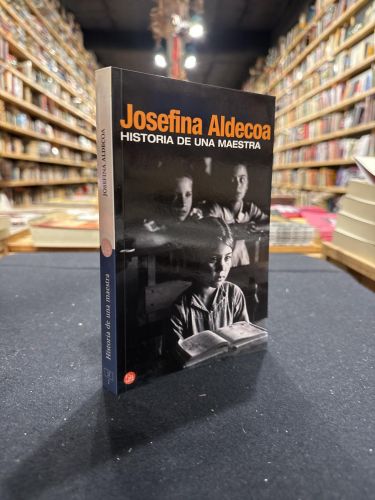 Josefina Aldecoa
HISTORIA DE UNA MAESTRA
JOSEFINA ALDECOA
Historia de una maestra